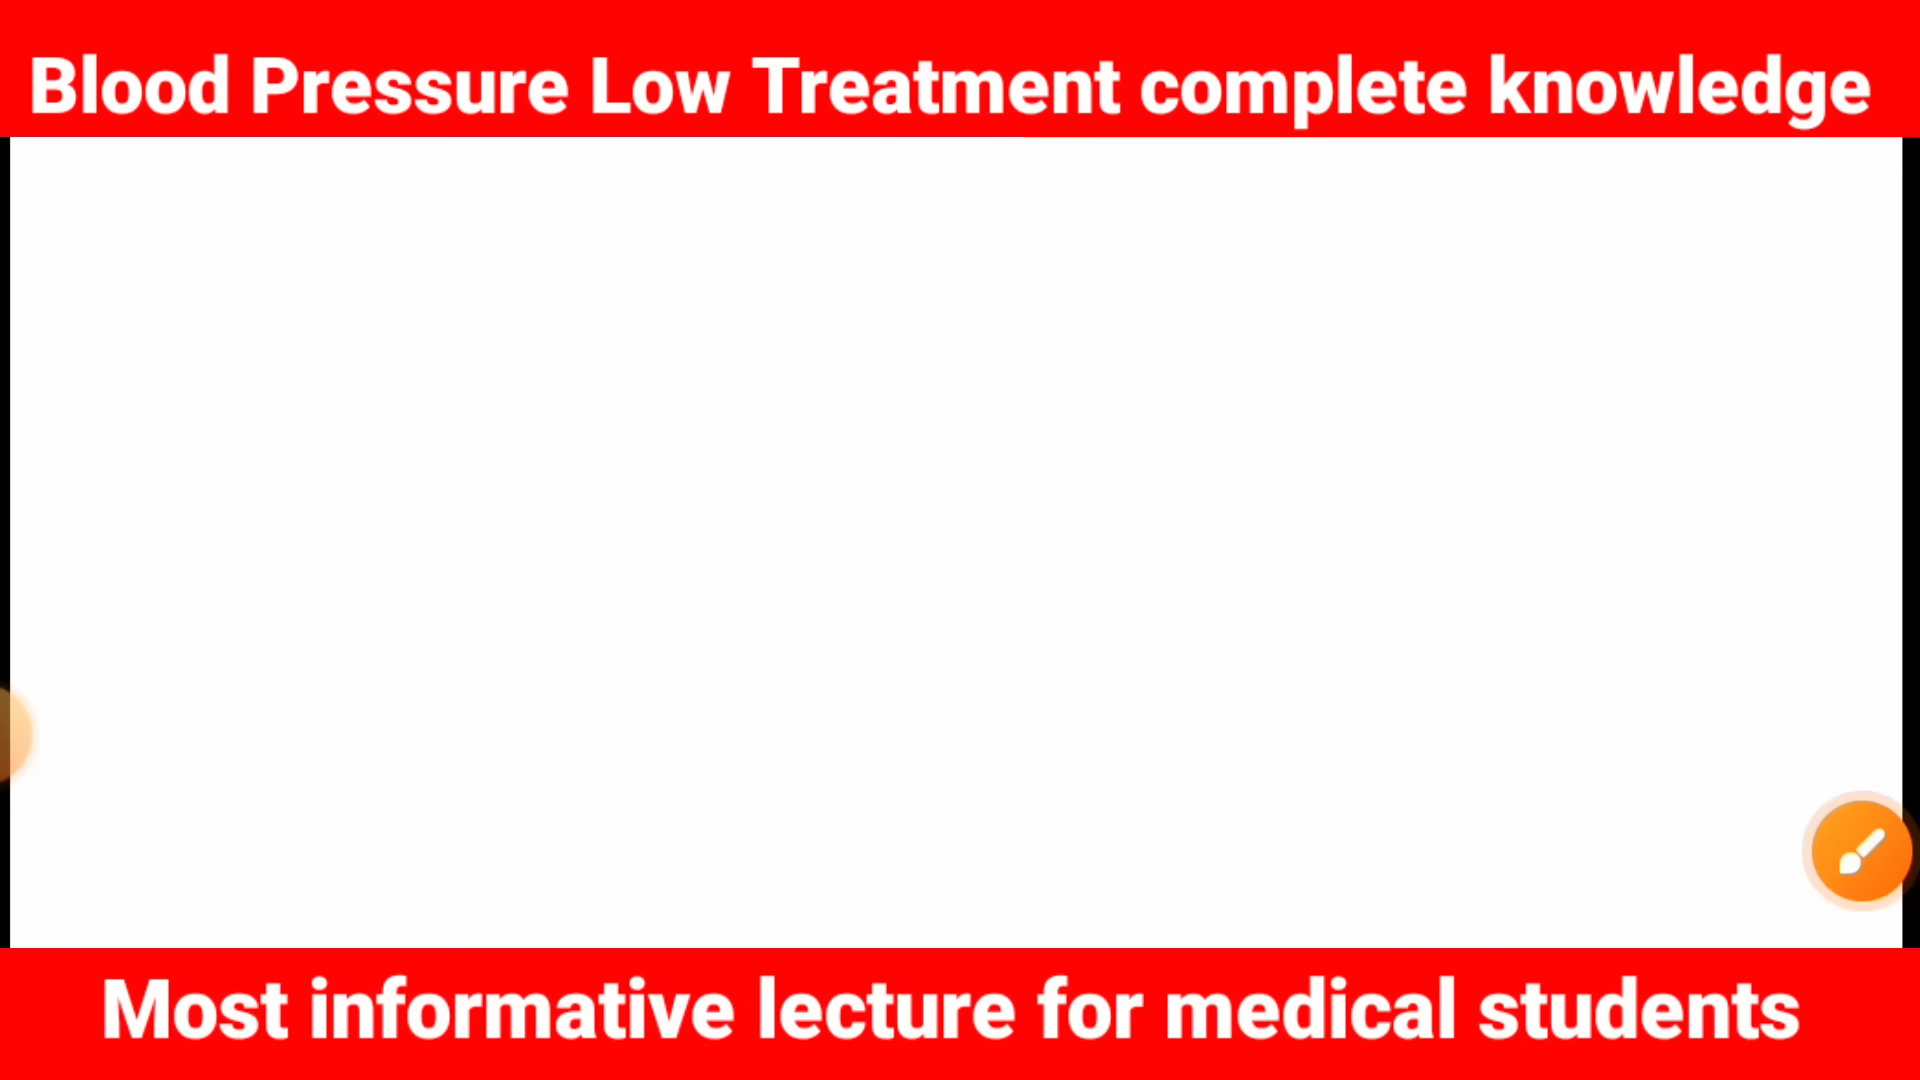 Blood Pressure Low Treatment complete knowledge
Most informative lecture for medical students